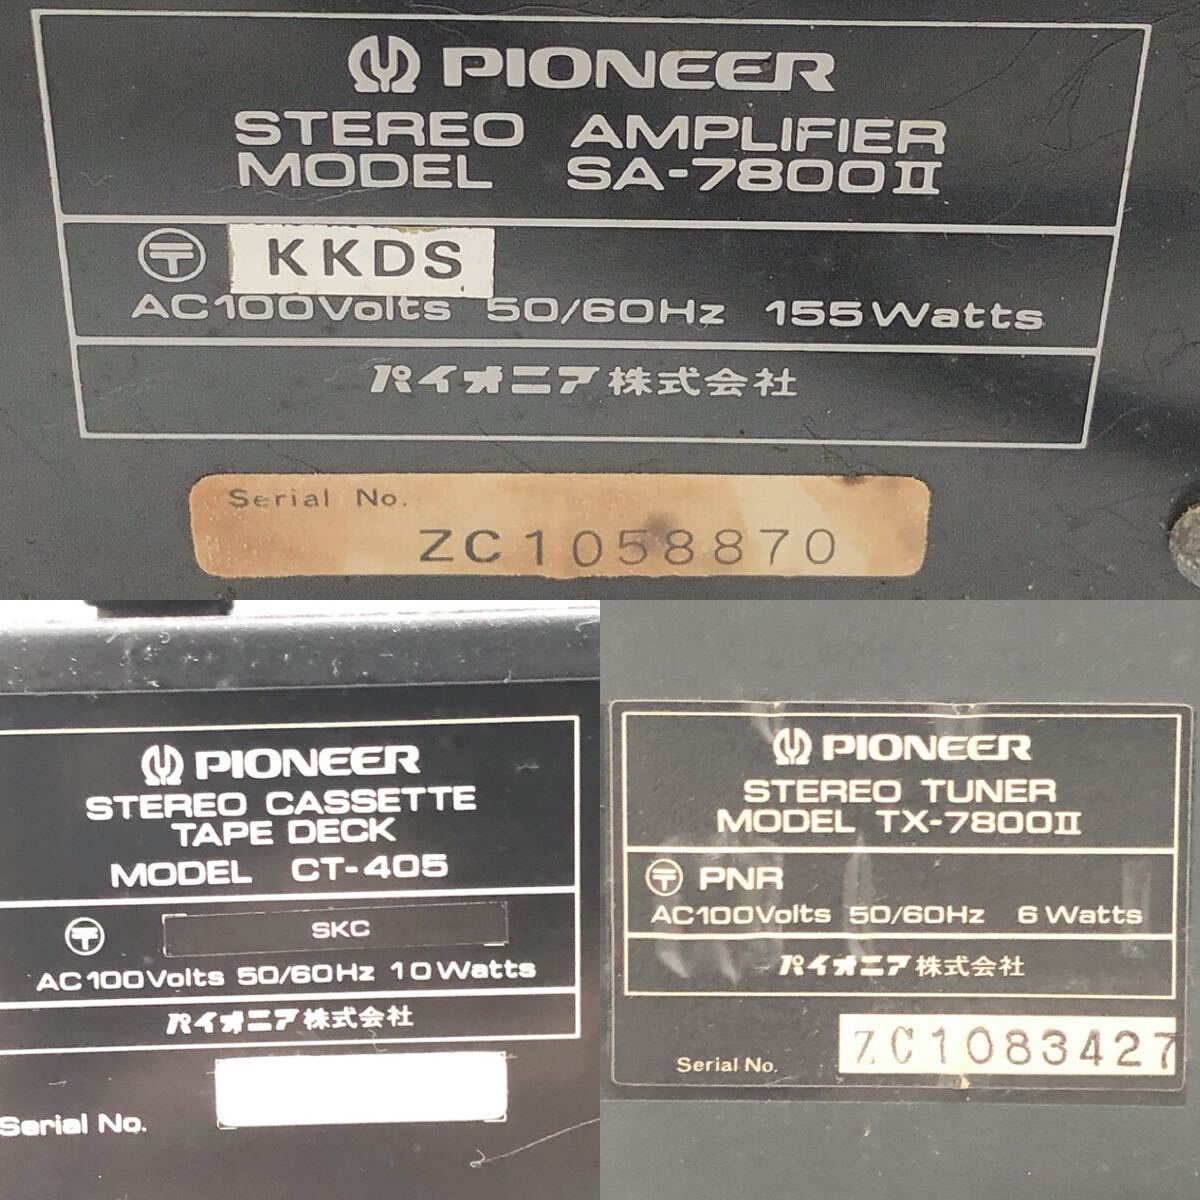 PIONEER
STEREO AMPLIFIER
MODEL SA-7800II
〒 KKDS
AC100Volts 50/60Hz 155Watts
パイオニア株式会社
Serial No.
ZC1058870
PIONEER
STEREO CASSETTE
TAPE DECK
MODEL CT-405
〒 SKC
AC100Volts 50/60Hz 10Watts
パイオニア株式会社
Serial No.
PIONEER
STEREO TUNER
MODEL TX-7800II
〒 PNR
AC100Volts 50/60Hz 6Watts
パイオニア株式会社
Serial No. ZC1083427